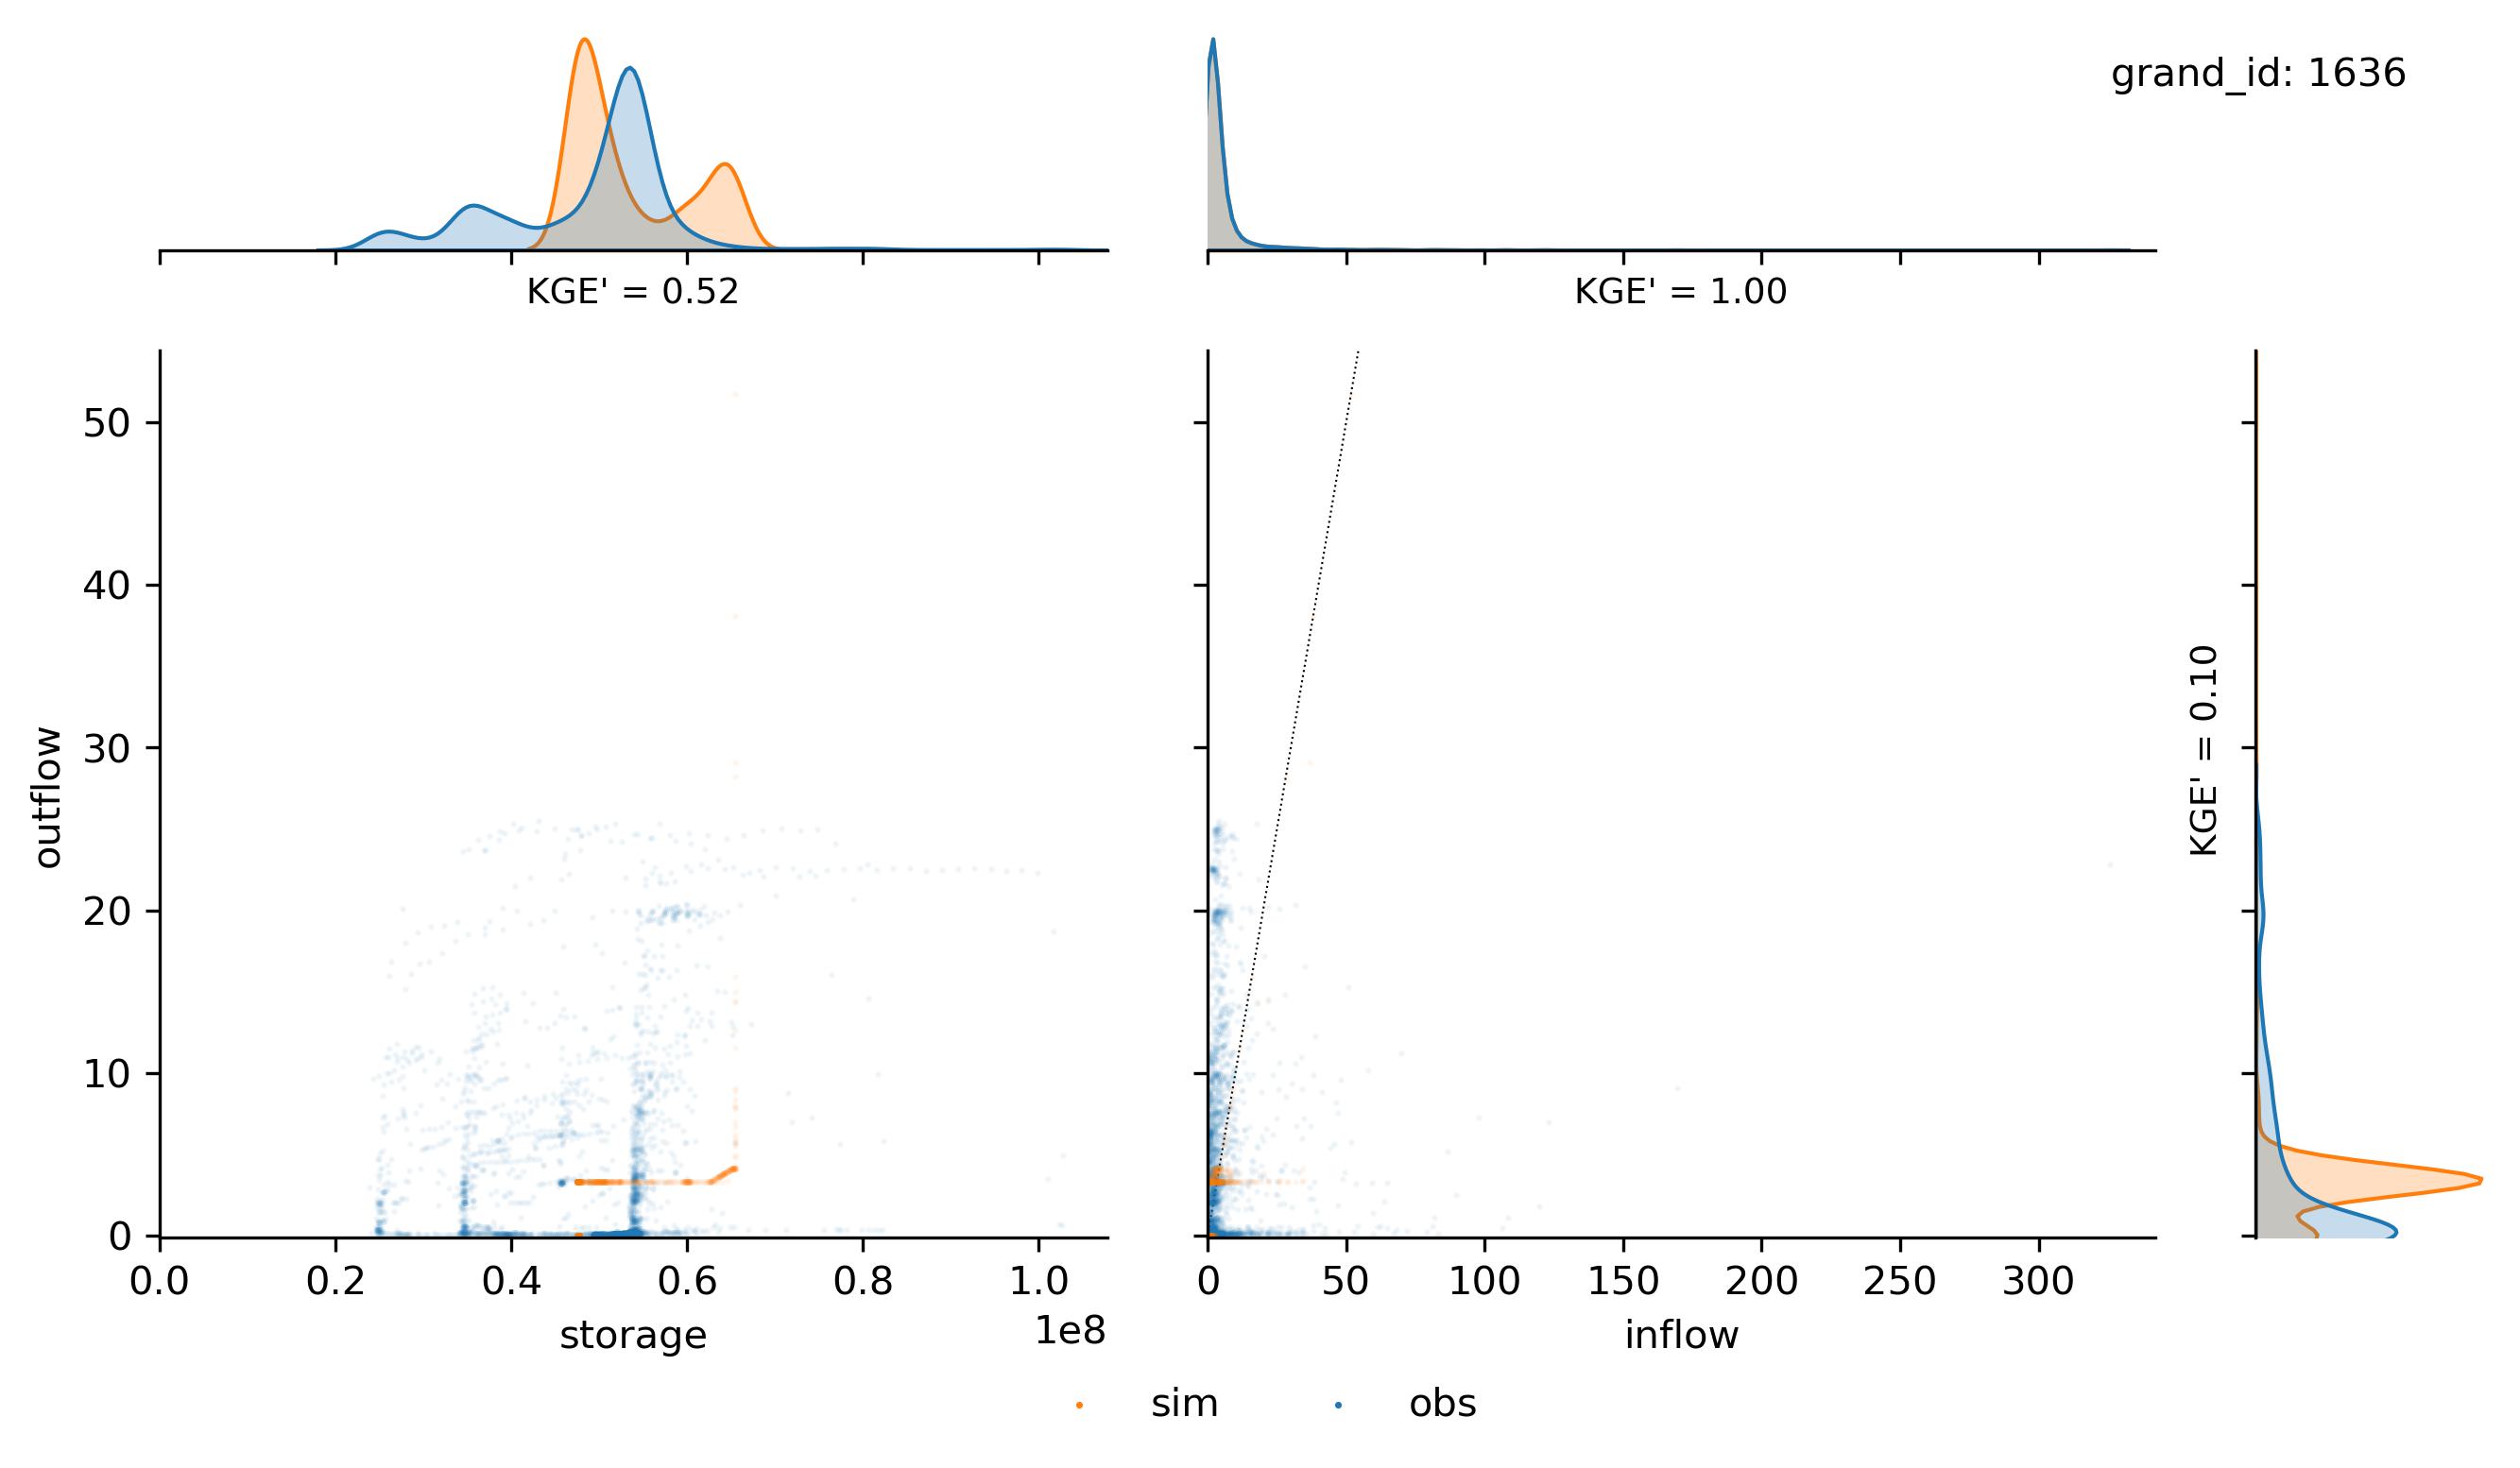 grand_id: 1636
KGE' = 0.52
KGE' = 1.00
50
40
30
20
10
0
outflow
KGE' = 0.10
0.0 0.2 0.4 0.6 0.8 1.0
1e8
storage
0 50 100 150 200 250 300
inflow
sim obs